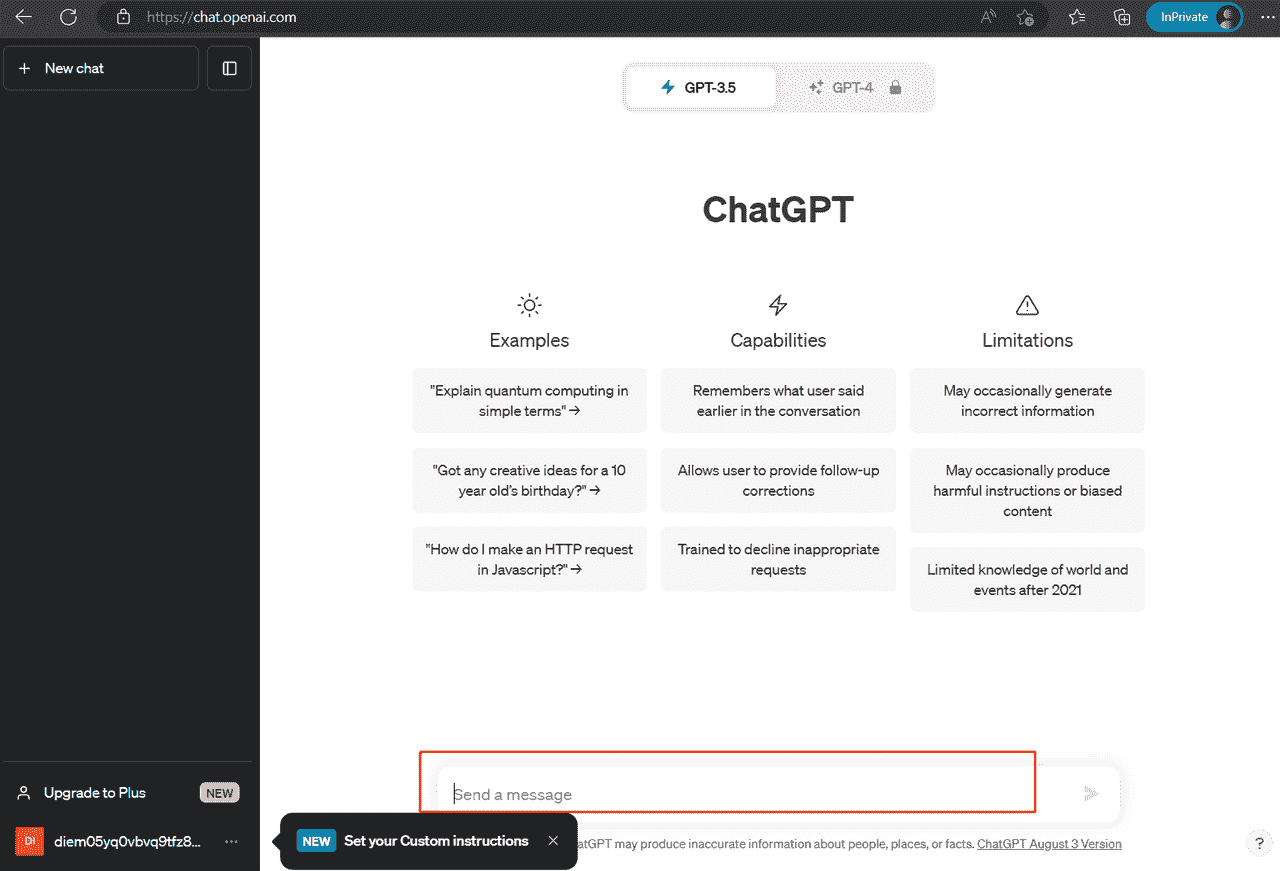 https://chat.openai.com
InPrivate
New chat
GPT-3.5
GPT-4
ChatGPT
Examples
"Explain quantum computing in
simple terms" →
"Got any creative ideas for a 10
year old's birthday?" →
"How do I make an HTTP request
in Javascript?" →
Capabilities
Remembers what user said
earlier in the conversation
Allows user to provide follow-up
corrections
Trained to decline inappropriate
requests
Limitations
May occasionally generate
incorrect information
May occasionally produce
harmful instructions or biased
content
Limited knowledge of world and
events after 2021
Send a message
atGPT may produce inaccurate information about people, places, or facts. ChatGPT August 3 Version
Upgrade to Plus NEW
DI diem05yq0vbvq9tfz8...
NEW Set your Custom instructions
?